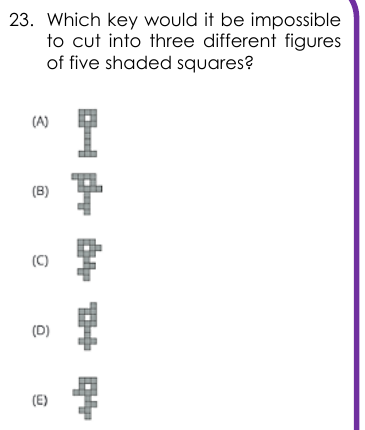 23. Which key would it be impossible
to cut into three different figures
of five shaded squares?
(A)
(B)
(C)
(D)
(E)